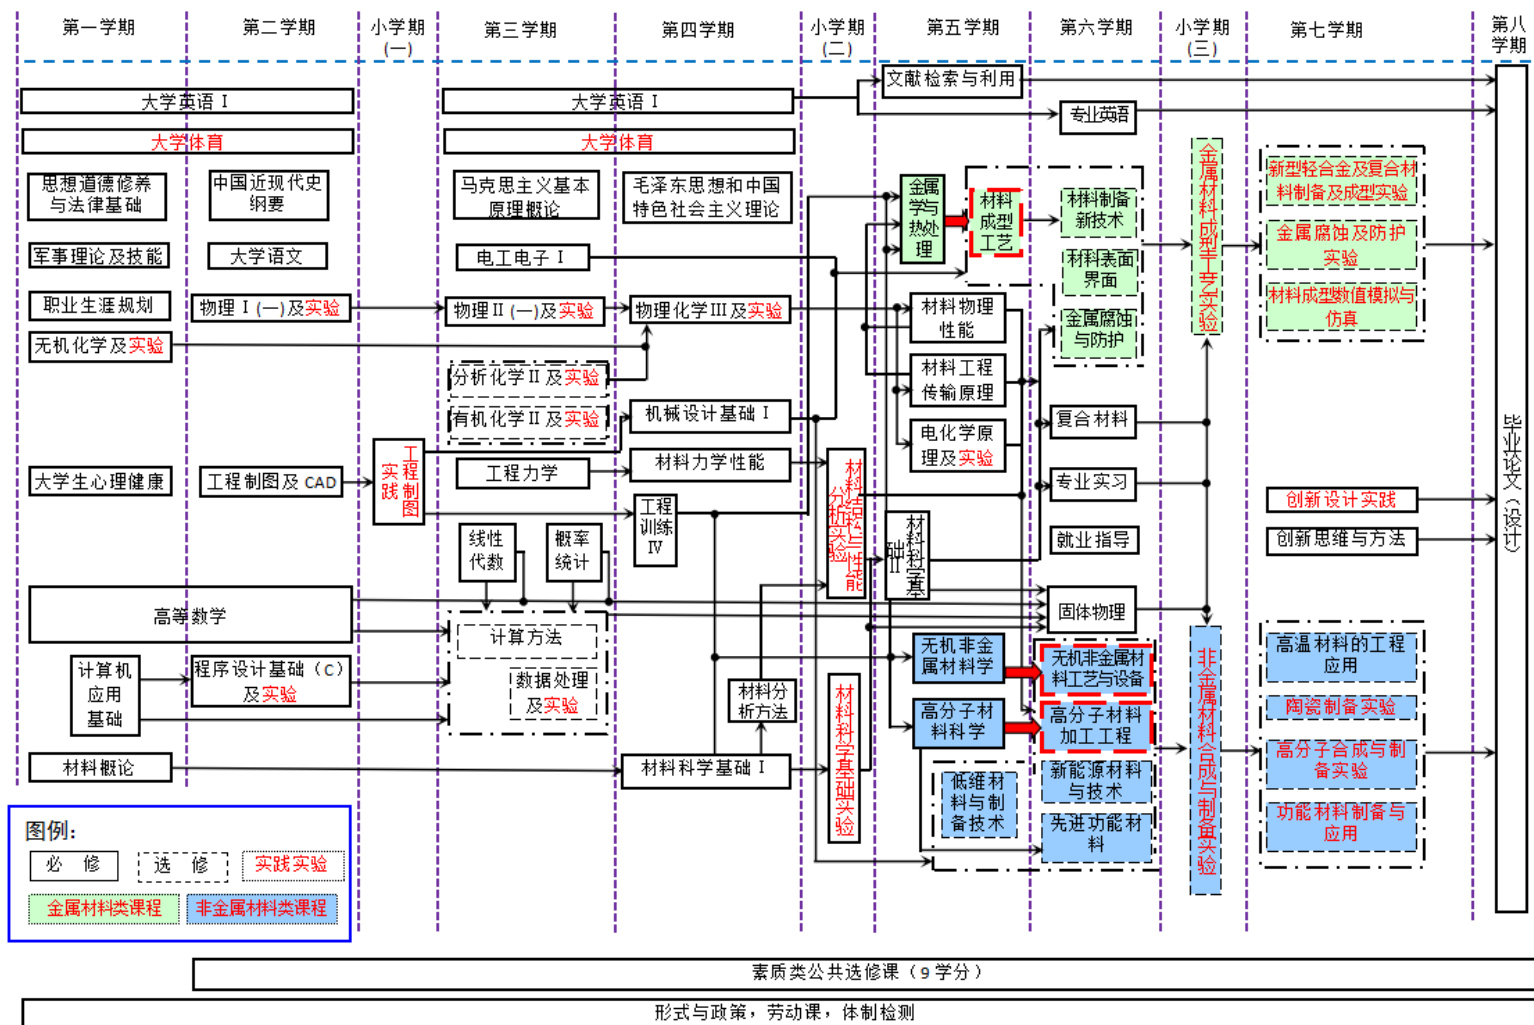 第一学期
第二学期
小学期
(一)
第三学期
第四学期
小学期
(二)
第五学期
第六学期
小学期
(三)
第七学期
第八
学期
大学英语 I
大学英语 I
文献检索与利用
专业英语
大学体育
大学体育
思想道德修养
与法律基础
中国近现代史
纲要
马克思主义基本
原理概论
毛泽东思想和中国
特色社会主义理论
金属
学与
热处
理
材料
成型
工艺
材料制备
新技术
材料表面
界面
金属腐蚀
与防护
金属材料成型工艺实验
新型轻合金及复合材
料制备及成型实验
金属腐蚀及防护
实验
材料成型数值模拟与
仿真
军事理论及技能
大学语文
电工电子 I
职业生涯规划
物理 I (一)及实验
物理 II (一)及实验
物理化学III及实验
材料物理
性能
无机化学及实验
分析化学II及实验
有机化学II及实验
机械设计基础 I
材料工程
传输原理
电化学原
理及实验
复合材料
专业实习
就业指导
大学生心理健康
工程制图及 CAD
工程制图
实践
工程力学
材料力学性能
材料结构与性能
分析实验
工程
训练
IV
线性
代数
概率
统计
材料科学基
础II
固体物理
创新设计实践
创新思维与方法
毕业论文（设计）
高等数学
计算方法
数据处理
及实验
计算机
应用
基础
程序设计基础（C）
及实验
材料分
析方法
材料科学基础实验
无机非金
属材料学
无机非金属材
料工艺与设备
高分子材
料科学
高分子材料
加工工程
低维材
料与制
备技术
新能源材料
与技术
先进功能材
料
非金属材料合成与制备实验
高温材料的工程
应用
陶瓷制备实验
高分子合成与制
备实验
功能材料制备与
应用
材料概论
材料科学基础 I
图例：
必 修
选 修
实践实验
金属材料类课程
非金属材料类课程
素质类公共选修课（9 学分）
形式与政策，劳动课，体制检测